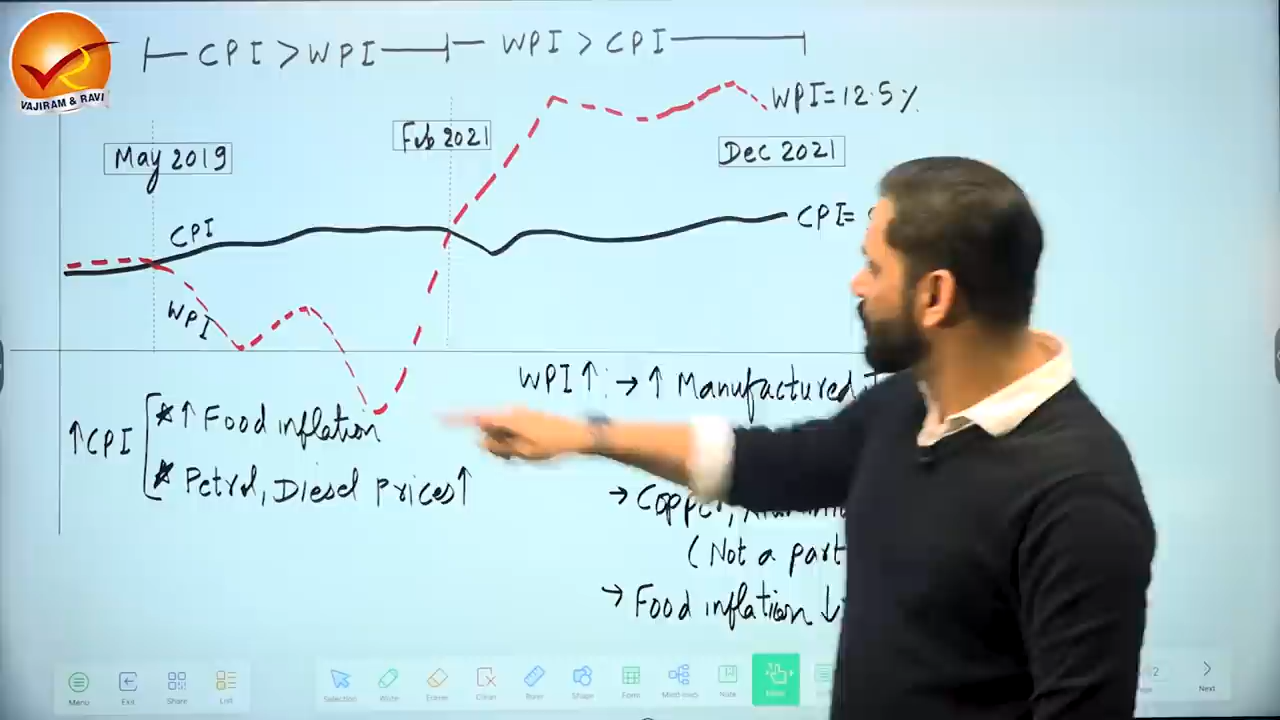 CPI > WPI
WPI > CPI
VAJIRAM & RAVI
WPI = 12.5%
Feb 2021
May 2019
Dec 2021
CPI
CPI =
WPI
WPI ↑ : → ↑ Manufactured
↑ CPI
* ↑ Food inflation
* Petrol, Diesel Prices ↑
→ Copper,
(Not a part
→ Food inflation ↓
Menu
Exit
Share
List
Selection
Write
Eraser
Clean
Ruler
Shape
Form
Mind map
Note
Next